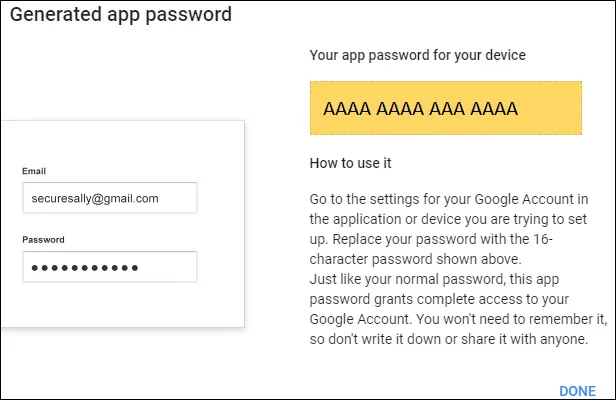 Generated app password
Your app password for your device
AAAA AAAA AAA AAAA
How to use it
Go to the settings for your Google Account in
the application or device you are trying to set
up. Replace your password with the 16-
character password shown above.
Just like your normal password, this app
password grants complete access to your
Google Account. You won't need to remember it,
so don't write it down or share it with anyone.
Email
securesally@gmail.com
Password
●●●●●●●●●●●
DONE